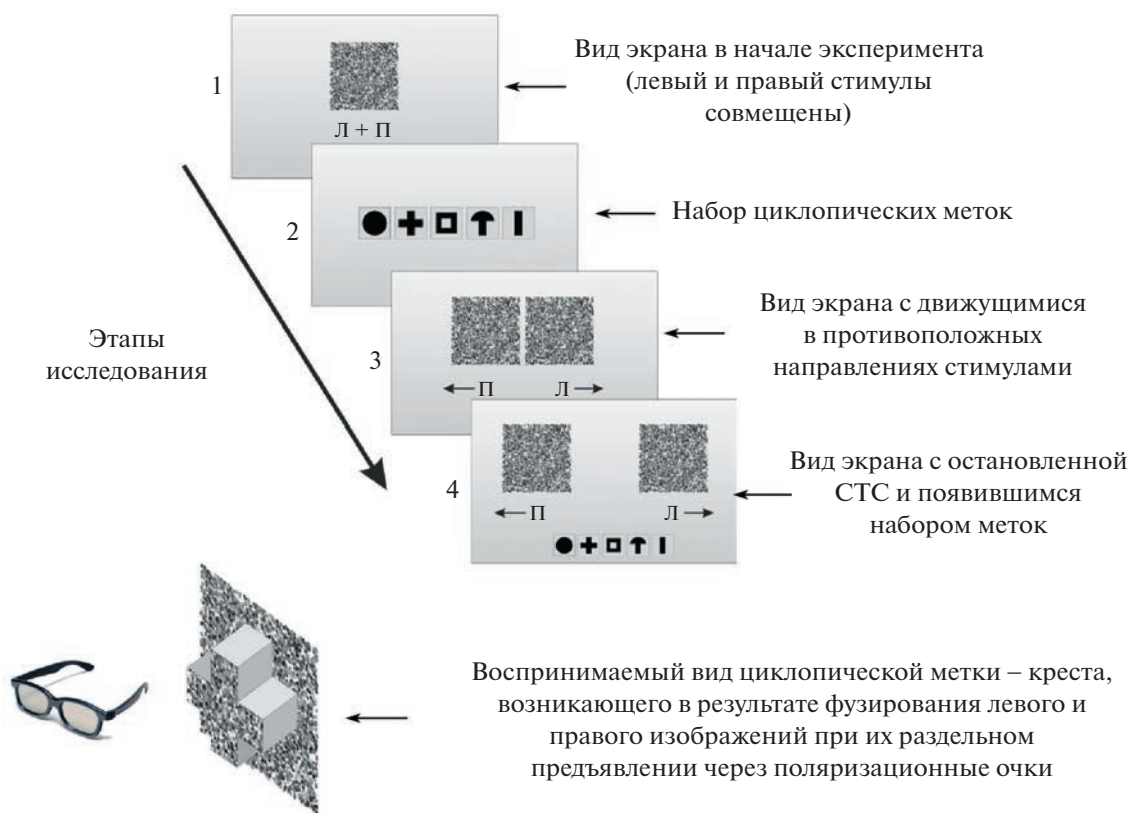 1
Л + П
Вид экрана в начале эксперимента
(левый и правый стимулы
совмещены)
2
Набор циклопических меток
Этапы
исследования
3
П Л
Вид экрана с движущимися
в противоположных
направлениях стимулами
4
П Л
Вид экрана с остановленной
СТС и появившимся
набором меток
Воспринимаемый вид циклопической метки – креста,
возникающего в результате фузирования левого и
правого изображений при их раздельном
предъявлении через поляризационные очки